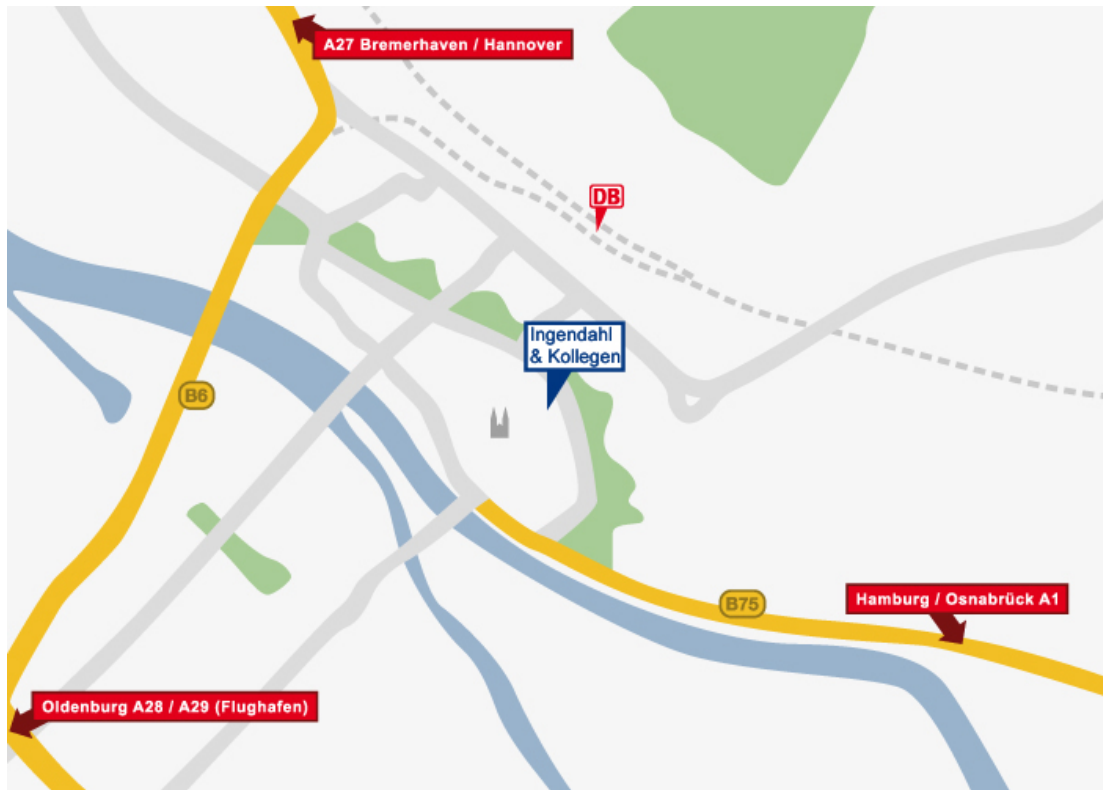 A27 Bremerhaven / Hannover
DB
Ingendahl
& Kollegen
B6
Hamburg / Osnabrück A1
B75
Oldenburg A28 / A29 (Flughafen)